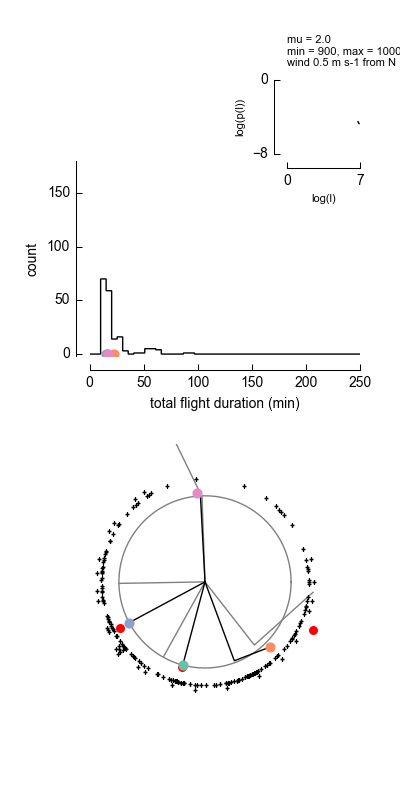 mu = 2.0
min = 900, max = 1000
wind 0.5 m s-1 from N
0
log(p(l))
−8
0 7
log(l)
150
100
50
0
count
0 50 100 150 200 250
total flight duration (min)